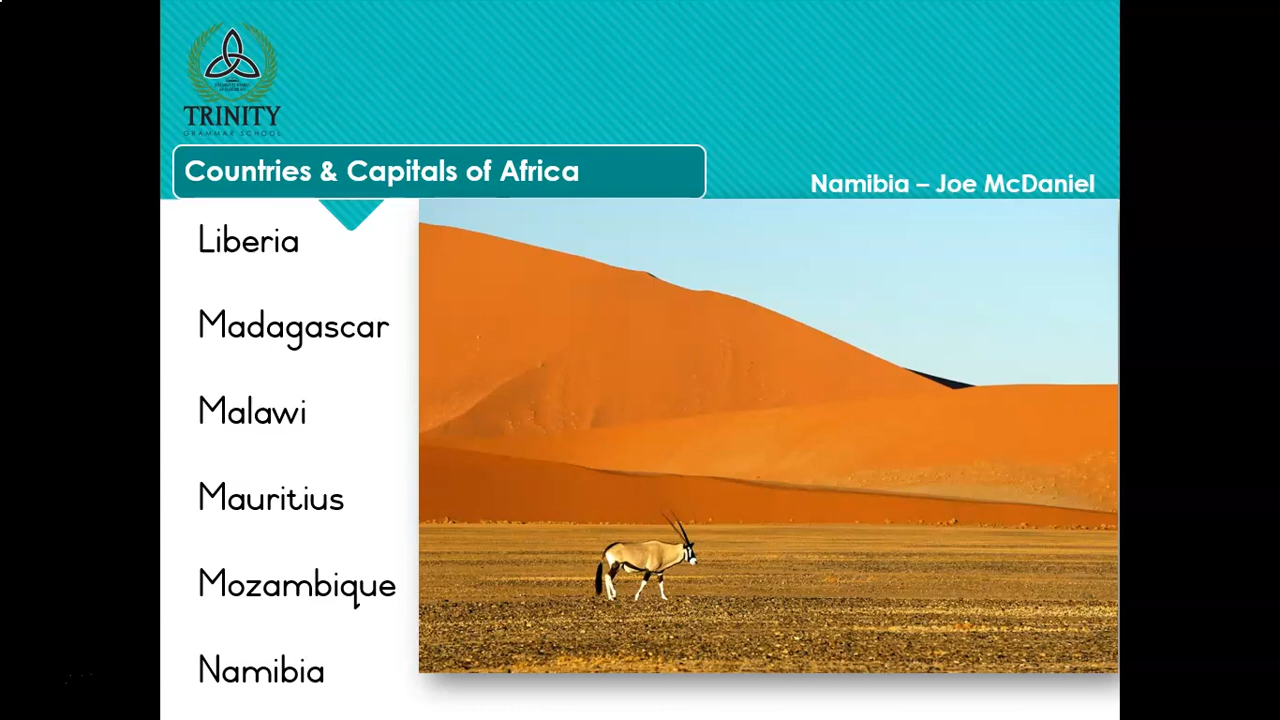 TRINITY
GRAMMAR SCHOOL
Countries & Capitals of Africa
Namibia – Joe McDaniel
Liberia
Madagascar
Malawi
Mauritius
Mozambique
Namibia